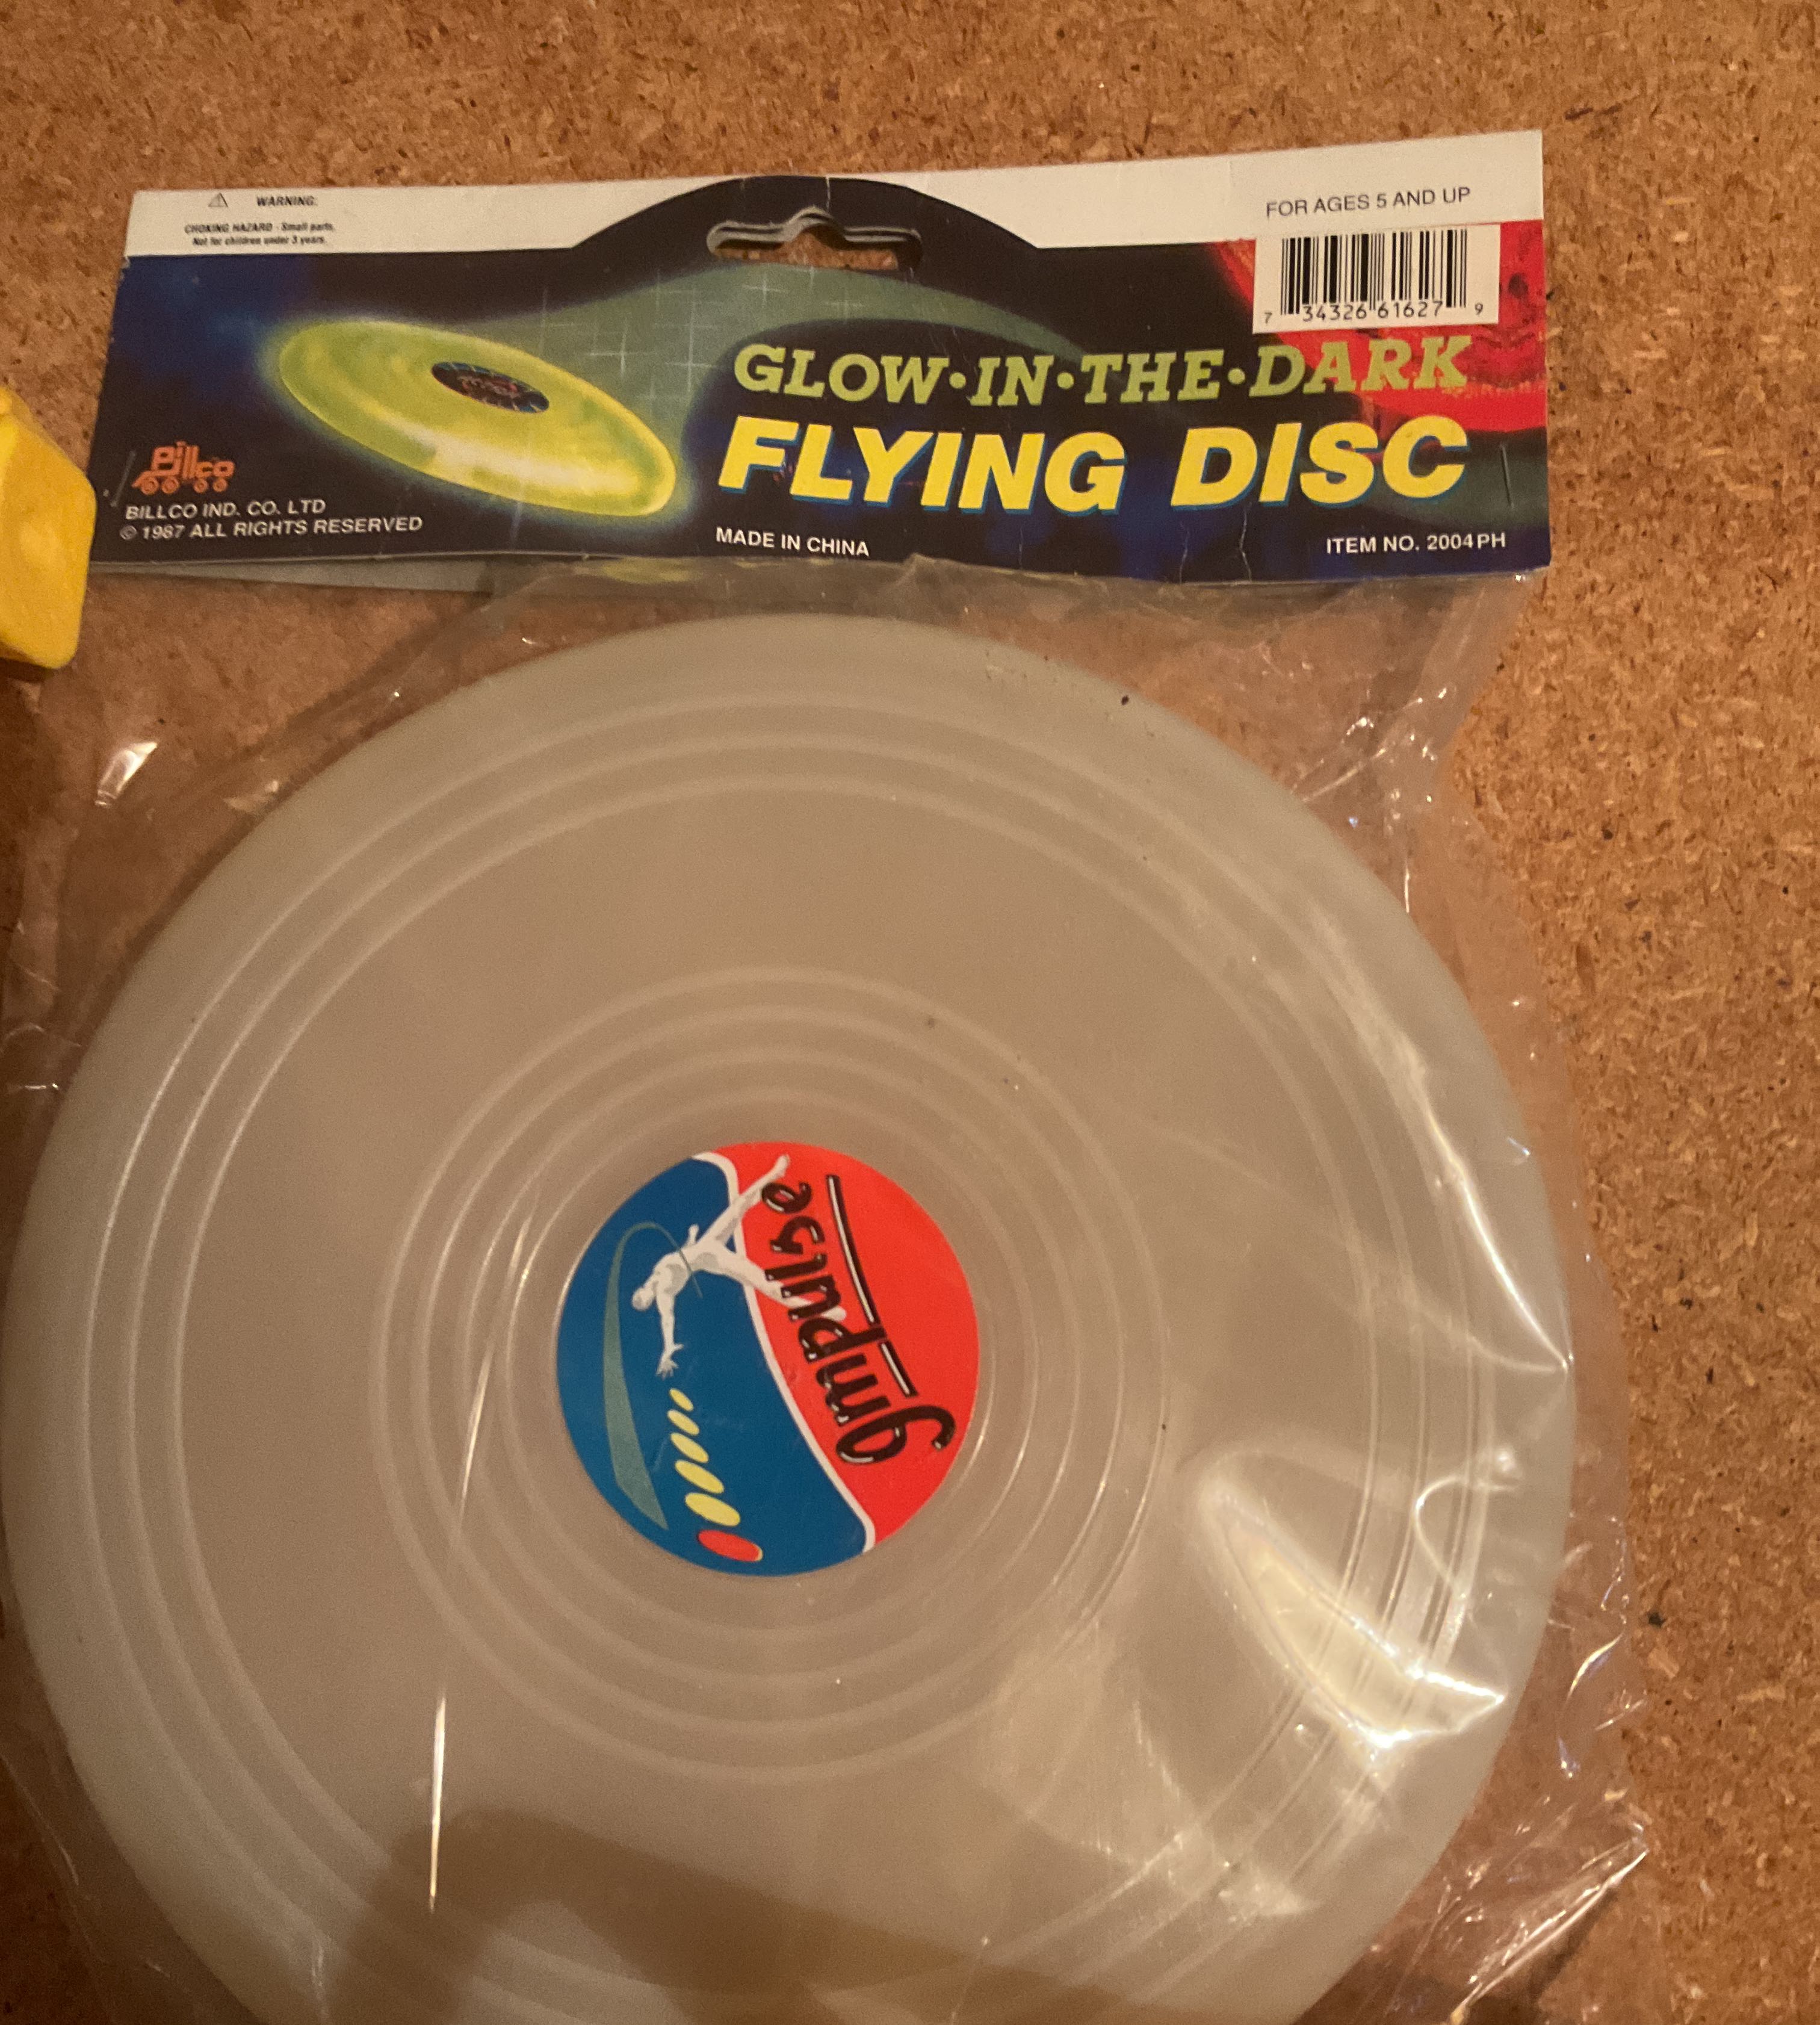 WARNING:
CHOKING HAZARD - Small parts.
Not for children under 3 years.
FOR AGES 5 AND UP
7 34326 61627 9
GLOW•IN•THE•DARK
FLYING DISC
Billco
BILLCO IND. CO. LTD
© 1987 ALL RIGHTS RESERVED
MADE IN CHINA
ITEM NO. 2004PH
Impulse